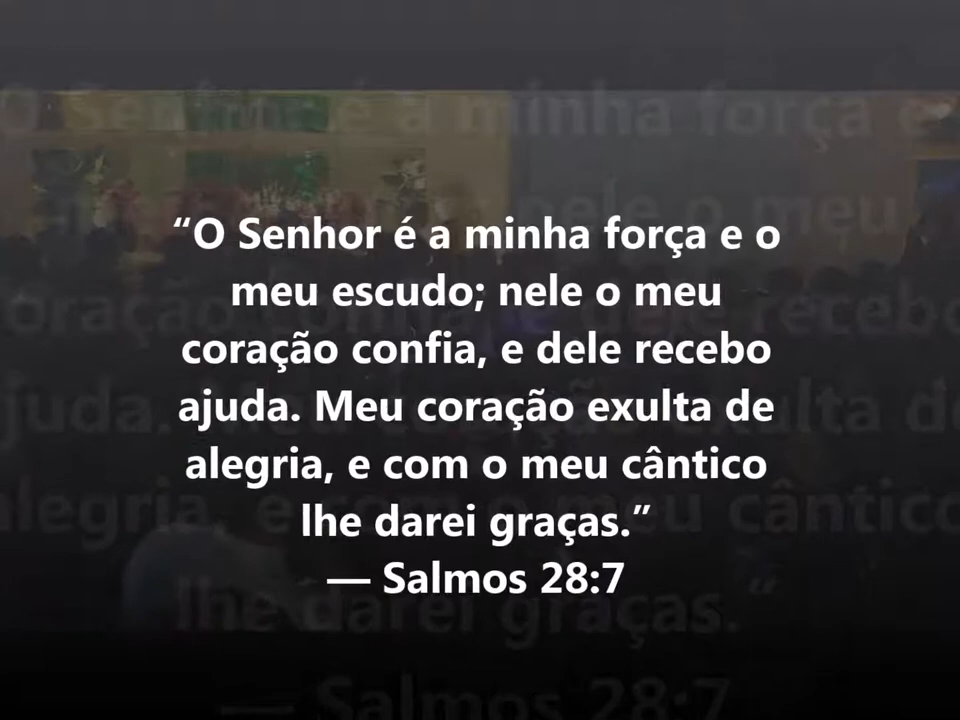 “O Senhor é a minha força e o
meu escudo; nele o meu
coração confia, e dele recebo
ajuda. Meu coração exulta de
alegria, e com o meu cântico
lhe darei graças.”
— Salmos 28:7